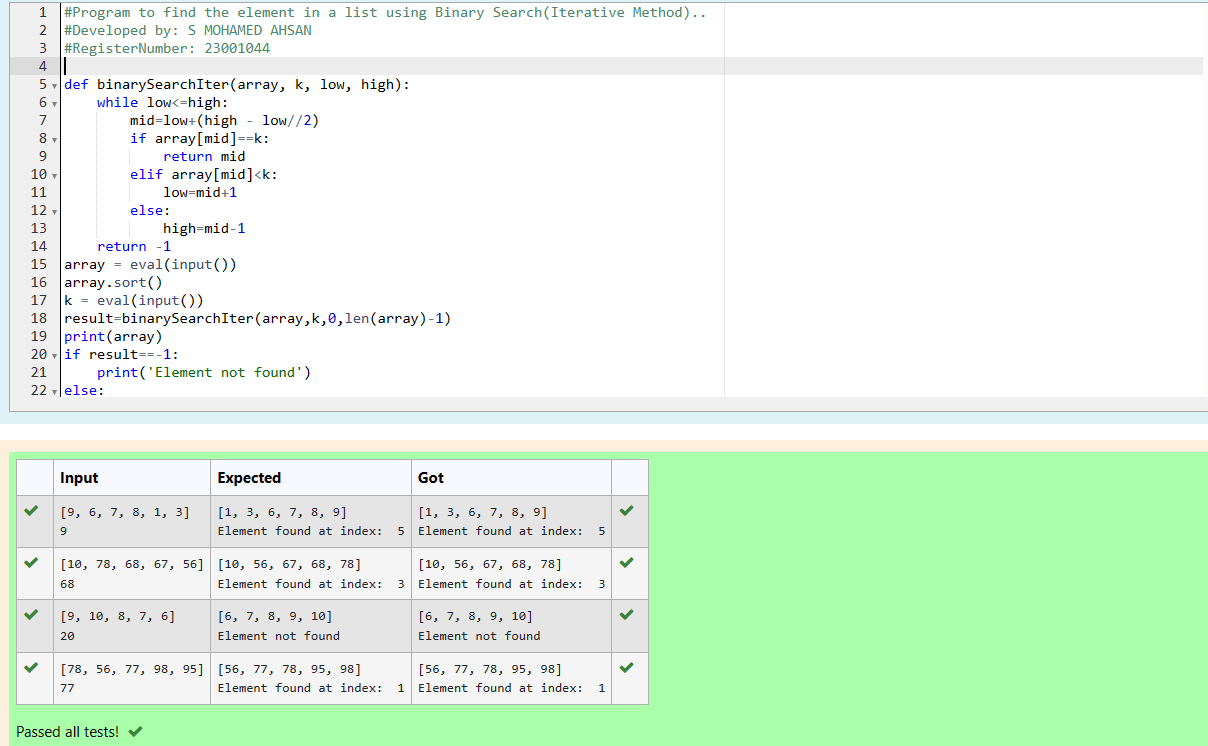 1 #Program to find the element in a list using Binary Search(Iterative Method)..
2 #Developed by: S MOHAMED AHSAN
3 #RegisterNumber: 23001044
4
5 def binarySearchIter(array, k, low, high):
6     while low<=high:
7         mid=low+(high - low//2)
8         if array[mid]==k:
9             return mid
10         elif array[mid]<k:
11             low=mid+1
12         else:
13             high=mid-1
14     return -1
15 array = eval(input())
16 array.sort()
17 k = eval(input())
18 result=binarySearchIter(array,k,0,len(array)-1)
19 print(array)
20 if result==-1:
21     print('Element not found')
22 else:
Input Expected Got
[9, 6, 7, 8, 1, 3] [1, 3, 6, 7, 8, 9] [1, 3, 6, 7, 8, 9]
9 Element found at index:  5 Element found at index:  5
[10, 78, 68, 67, 56] [10, 56, 67, 68, 78] [10, 56, 67, 68, 78]
68 Element found at index:  3 Element found at index:  3
[9, 10, 8, 7, 6] [6, 7, 8, 9, 10] [6, 7, 8, 9, 10]
20 Element not found Element not found
[78, 56, 77, 98, 95] [56, 77, 78, 95, 98] [56, 77, 78, 95, 98]
77 Element found at index:  1 Element found at index:  1
Passed all tests!